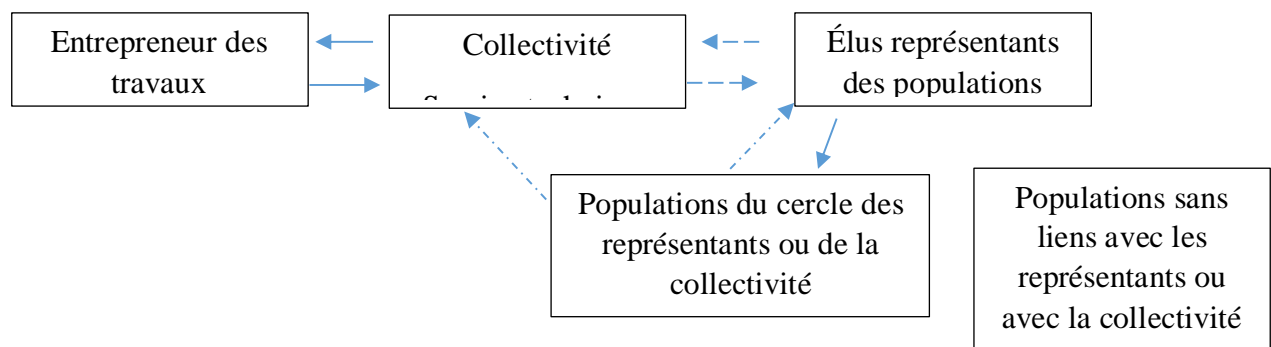 Entrepreneur des
travaux
Collectivité
Élus représentants
des populations
Populations du cercle des
représentants ou de la
collectivité
Populations sans
liens avec les
représentants ou
avec la collectivité